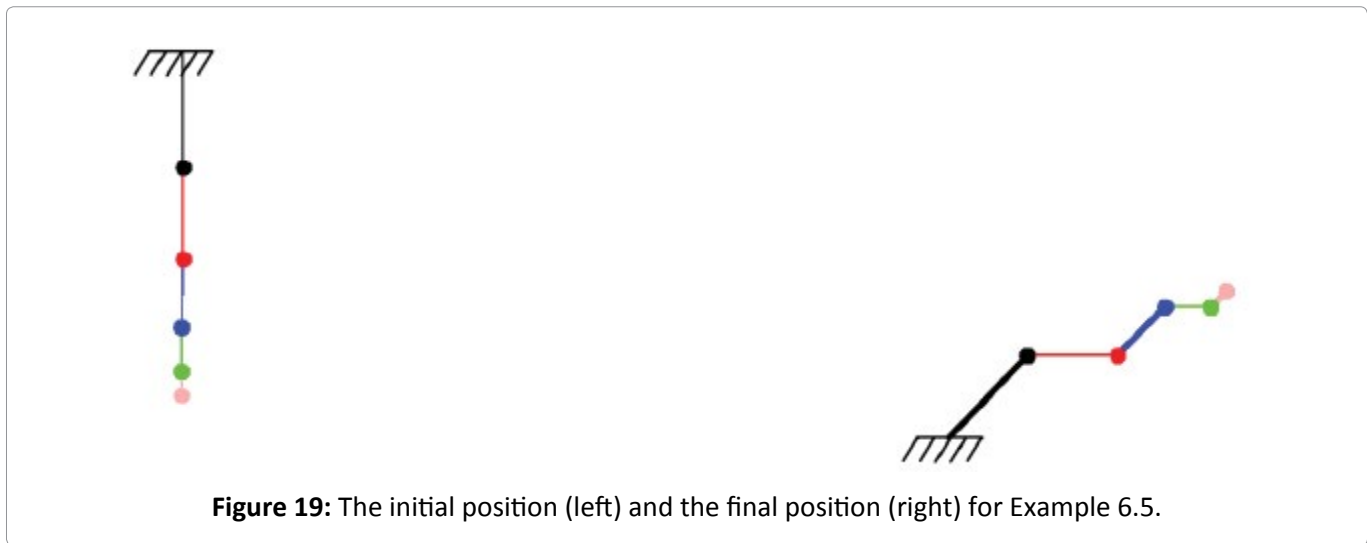 Figure 19: The initial position (left) and the final position (right) for Example 6.5.